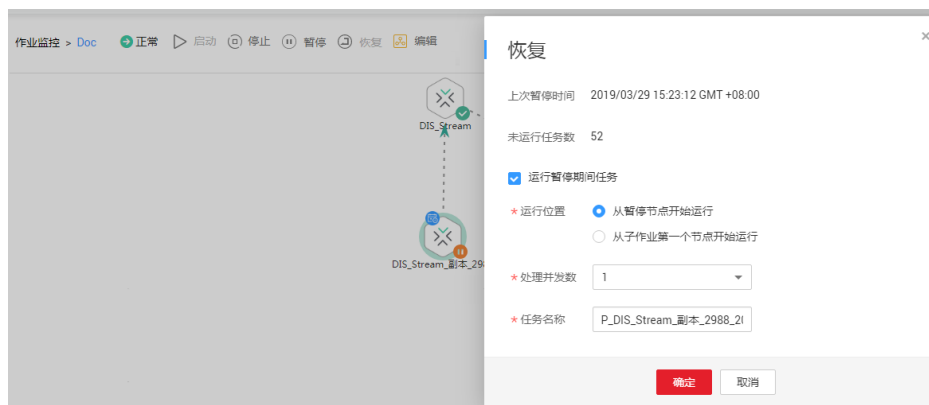 作业监控 > Doc 正常 启动 停止 暂停 恢复 编辑
DIS_Stream
DIS_Stream_副本_29
恢复
上次暂停时间 2019/03/29 15:23:12 GMT +08:00
未运行任务数 52
运行暂停期间任务
*运行位置 从暂停节点开始运行
从子作业第一个节点开始运行
*处理并发数 1
*任务名称 P_DIS_Stream_副本_2988_2(
确定 取消